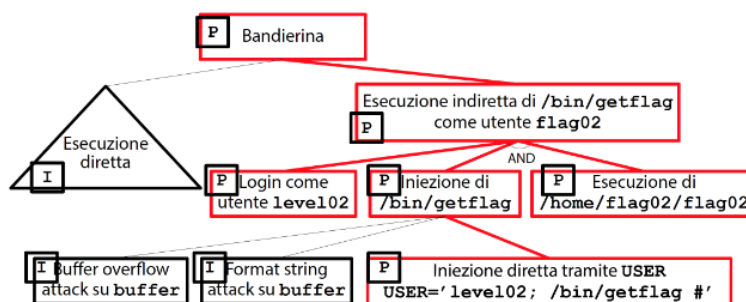 P Bandierina
Esecuzione indiretta di /bin/getflag
P come utente flag02
Esecuzione
diretta
I
AND
P Login come
utente level02
P Iniezione di
/bin/getflag
P Esecuzione di
/home/flag02/flag02
I Buffer overflow
attack su buffer
I Format string
attack su buffer
P Iniezione diretta tramite USER
USER='level02; /bin/getflag #'